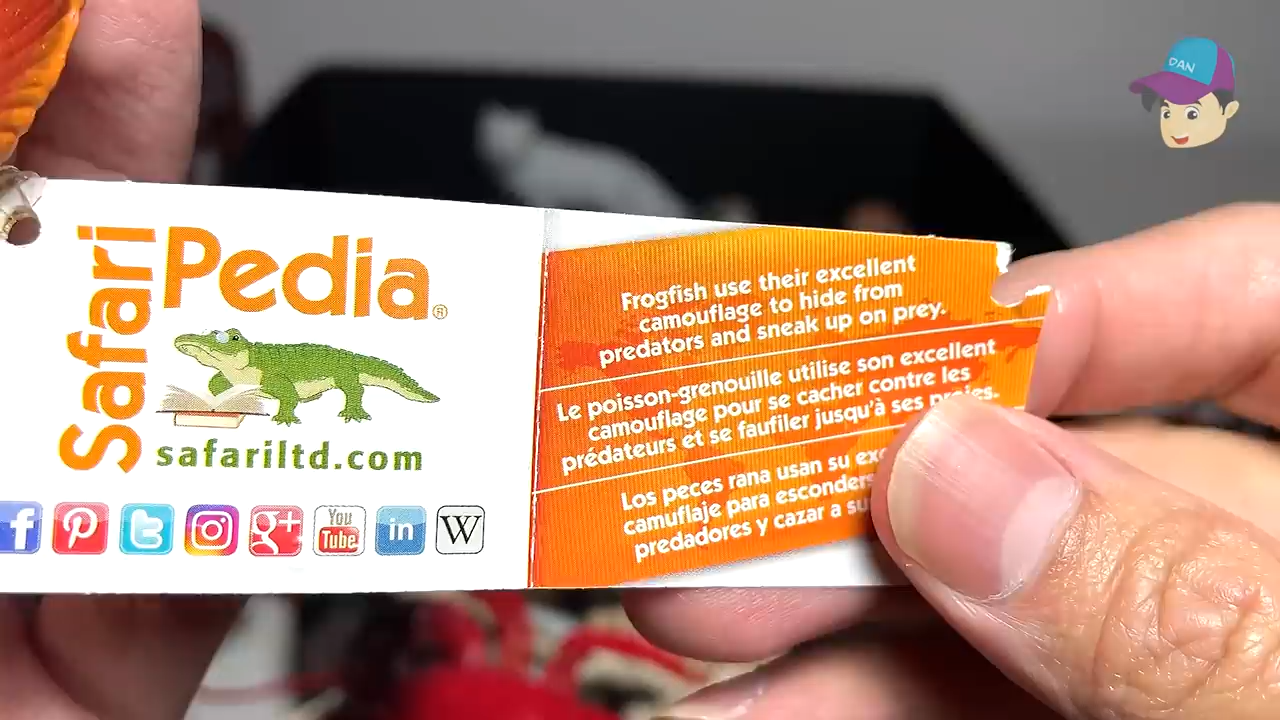 DAN
Safari
Pedia®
safariltd.com
You
Tube
in
W
Frogfish use their excellent
camouflage to hide from
predators and sneak up on prey.
Le poisson-grenouille utilise son excellent
camouflage pour se cacher contre les
prédateurs et se faufiler jusqu'à ses proies.
Los peces rana usan su
camuflaje para
predadores y cazar a